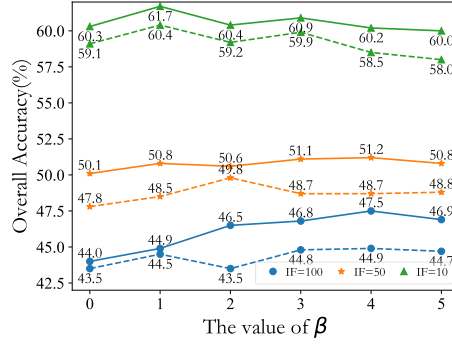 Overall Accuracy(%)
60.0
57.5
55.0
52.5
50.0
47.5
45.0
42.5
60.3 61.7 60.4 60.9 60.2 60.0
59.1 60.4 59.2 59.9 58.5 58.0
50.1 50.8 50.6 51.1 51.2 50.8
47.8 48.5 49.8 48.7 48.7 48.8
44.0 44.9 46.5 46.8 47.5 46.9
43.5 44.5 43.5 44.8 44.9 44.7
IF=100 IF=50 IF=10
0 1 2 3 4 5
The value of β